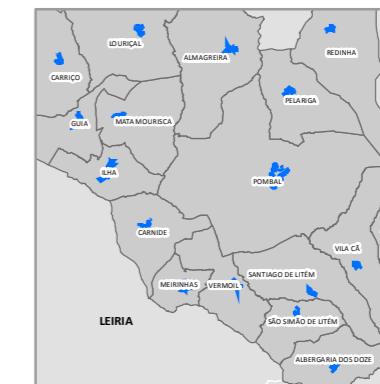 LOURIÇAL
REDINHA
ALMAGREIRA
CARRIÇO
PELARIGA
GUIA
MATA MOURISCA
ILHA
POMBAL
CARNIDE
VILA CÃ
SANTIAGO DE LITÉM
MEIRINHAS
VERMOIL
LEIRIA
SÃO SIMÃO DE LITÉM
ALBERGARIA DOS DOZE